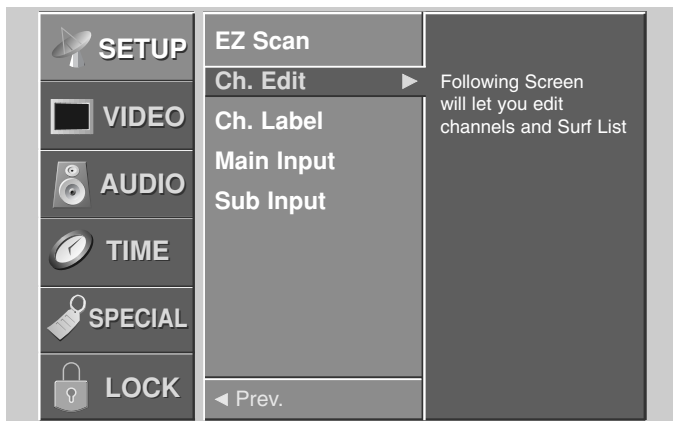 SETUP
VIDEO
AUDIO
TIME
SPECIAL
LOCK
EZ Scan
Ch. Edit ►
Ch. Label
Main Input
Sub Input
◄ Prev.
Following Screen
will let you edit
channels and Surf List